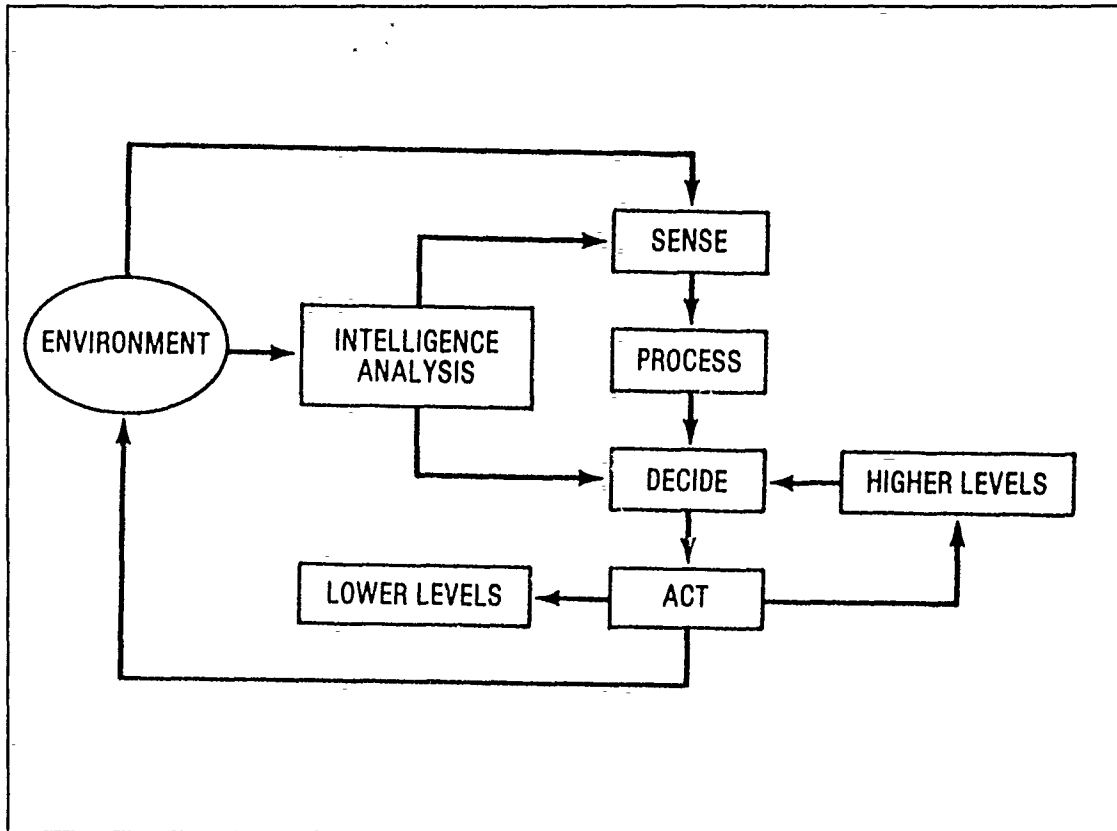 SENSE
ENVIRONMENT
INTELLIGENCE
ANALYSIS
PROCESS
DECIDE
HIGHER LEVELS
LOWER LEVELS
ACT